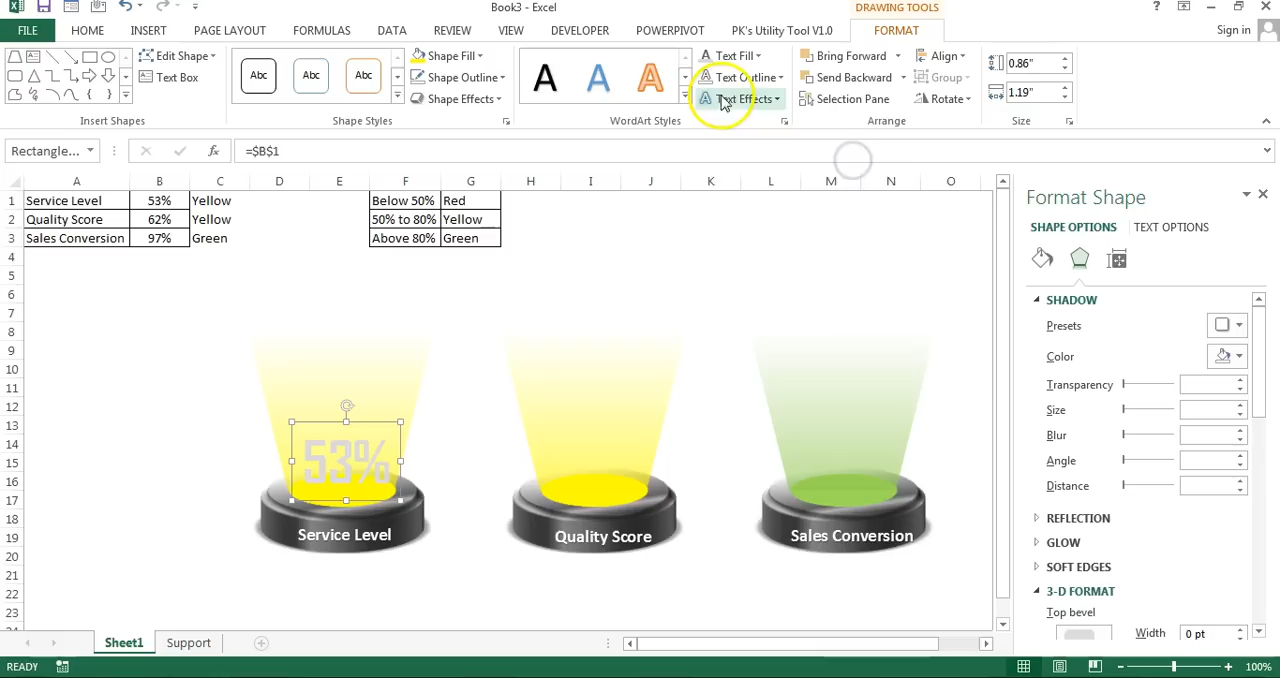 Book3 - Excel
DRAWING TOOLS
?
FILE
HOME
INSERT
PAGE LAYOUT
FORMULAS
DATA
REVIEW
VIEW
DEVELOPER
POWERPIVOT
PK's Utility Tool V1.0
FORMAT
Sign in
Edit Shape
Text Box
Insert Shapes
Abc
Abc
Abc
Shape Fill
Shape Outline
Shape Effects
Shape Styles
A A A
WordArt Styles
Text Fill
Text Outline
Text Effects
Bring Forward
Send Backward
Selection Pane
Align
Group
Rotate
Arrange
0.86"
1.19"
Size
Rectangle...
fx
=$B$1
A B C D E F G H I J K L M N O
1 Service Level 53% Yellow Below 50% Red
2 Quality Score 62% Yellow 50% to 80% Yellow
3 Sales Conversion 97% Green Above 80% Green
4
5
6
7
8
9
10
11
12
13
14
15
16
17
18
19
20
21
22
23
53%
Service Level
Quality Score
Sales Conversion
Format Shape
SHAPE OPTIONS
TEXT OPTIONS
SHADOW
Presets
Color
Transparency
Size
Blur
Angle
Distance
REFLECTION
GLOW
SOFT EDGES
3-D FORMAT
Top bevel
Width
0 pt
Sheet1
Support
READY
100%